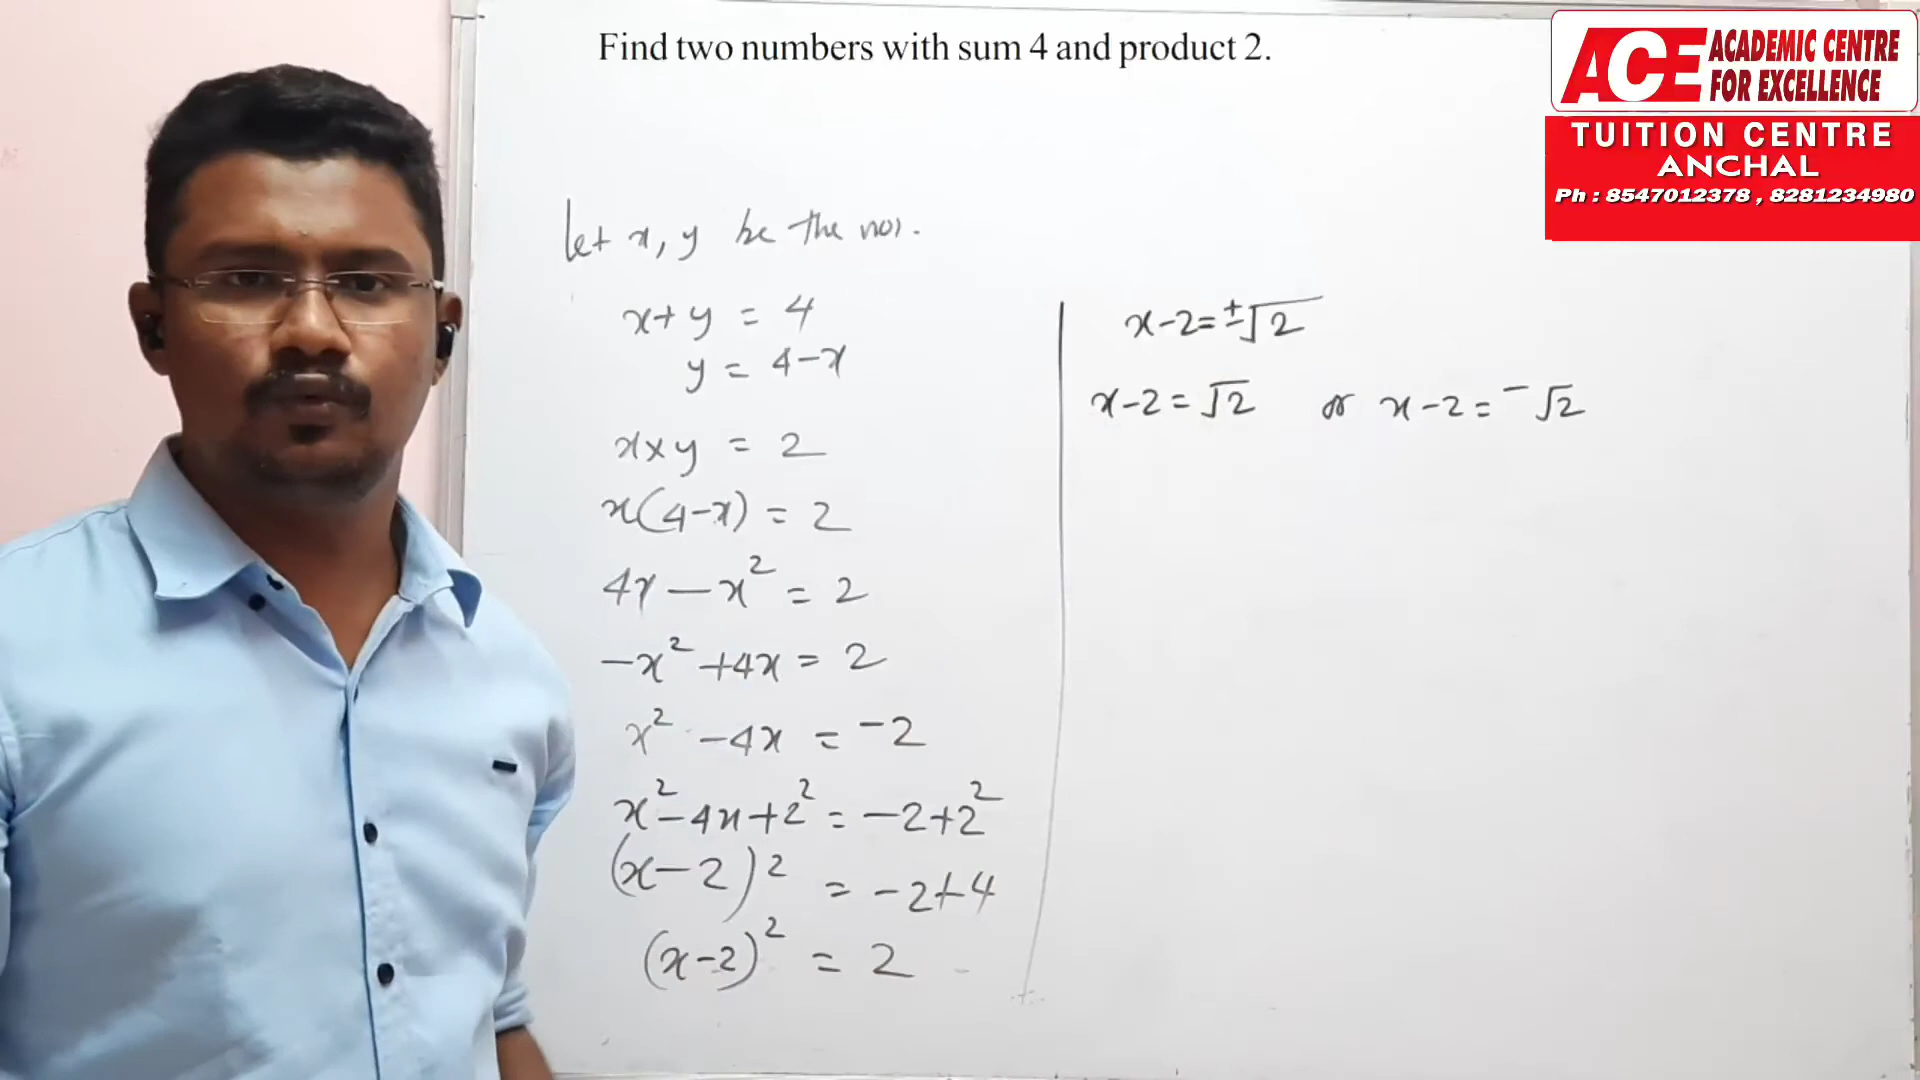 Find two numbers with sum 4 and product 2.
ACE ACADEMIC CENTRE
FOR EXCELLENCE
TUITION CENTRE
ANCHAL
Ph : 8547012378 , 8281234980
let x, y be the nos.
x+y = 4
y = 4-x
x×y = 2
x(4-x) = 2
4x - x² = 2
-x² +4x = 2
x² -4x = -2
x²-4x+2² = -2+2²
(x-2)² = -2+4
(x-2)² = 2
x-2=±√2
x-2=√2 or x-2=-√2